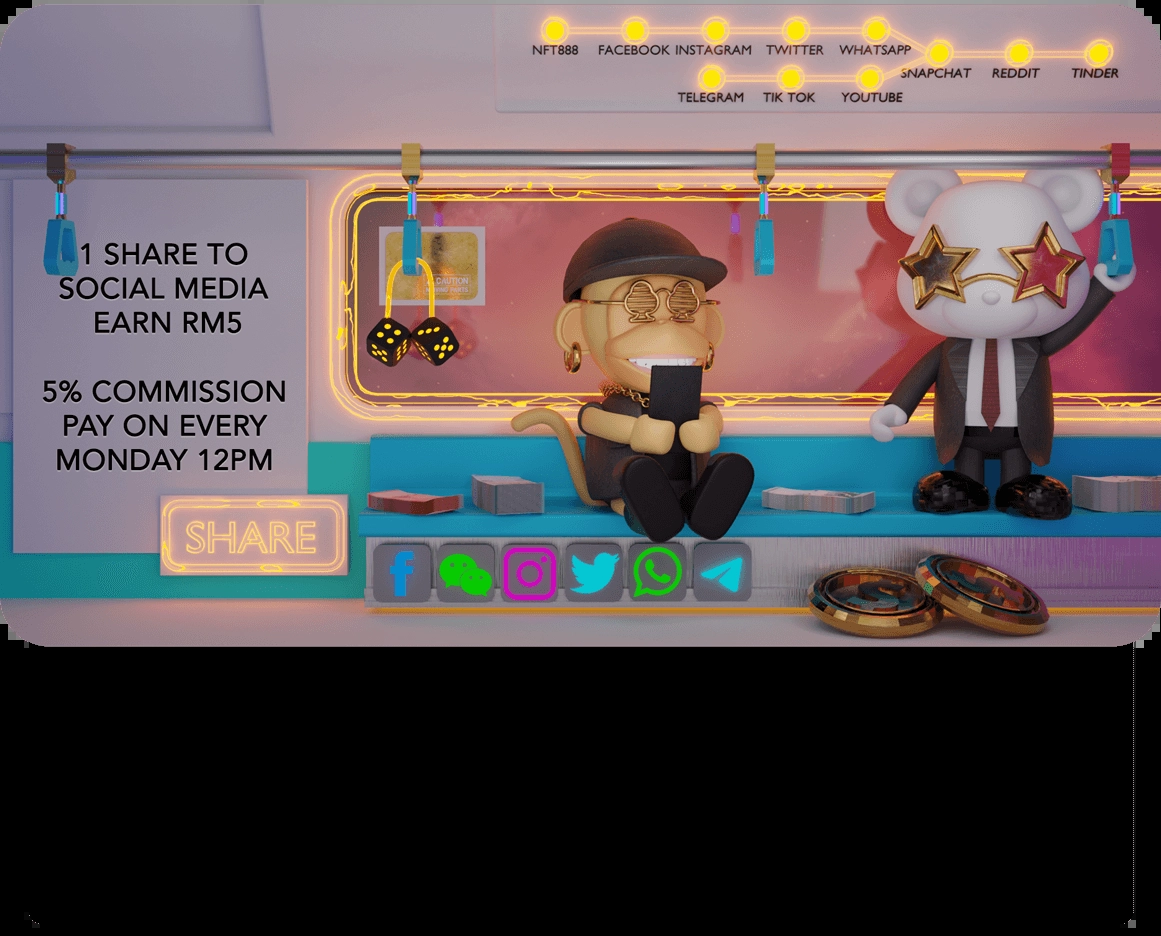 NFT888 FACEBOOK INSTAGRAM TWITTER WHATSAPP
SNAPCHAT REDDIT TINDER
TELEGRAM TIK TOK YOUTUBE
1 SHARE TO
SOCIAL MEDIA
EARN RM5
5% COMMISSION
PAY ON EVERY
MONDAY 12PM
SHARE
CAUTION